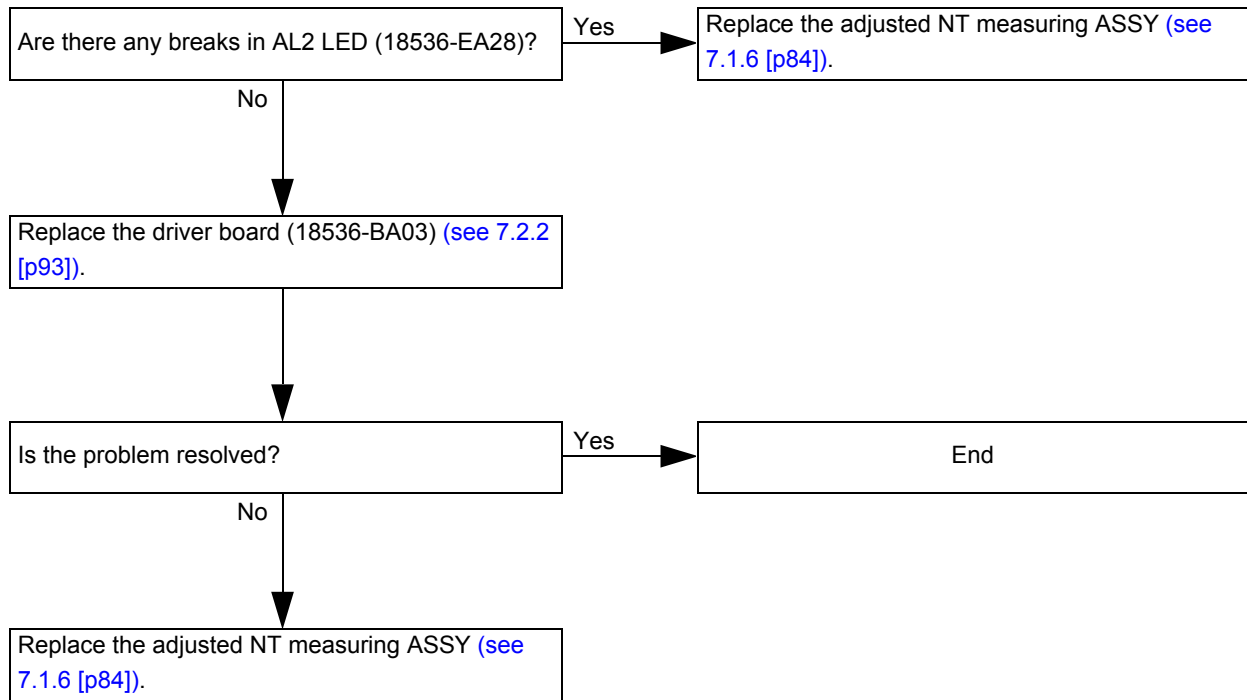 Are there any breaks in AL2 LED (18536-EA28)?
Yes
Replace the adjusted NT measuring ASSY (see
7.1.6 [p84]).
No
Replace the driver board (18536-BA03) (see 7.2.2
[p93]).
Is the problem resolved?
Yes
End
No
Replace the adjusted NT measuring ASSY (see
7.1.6 [p84]).